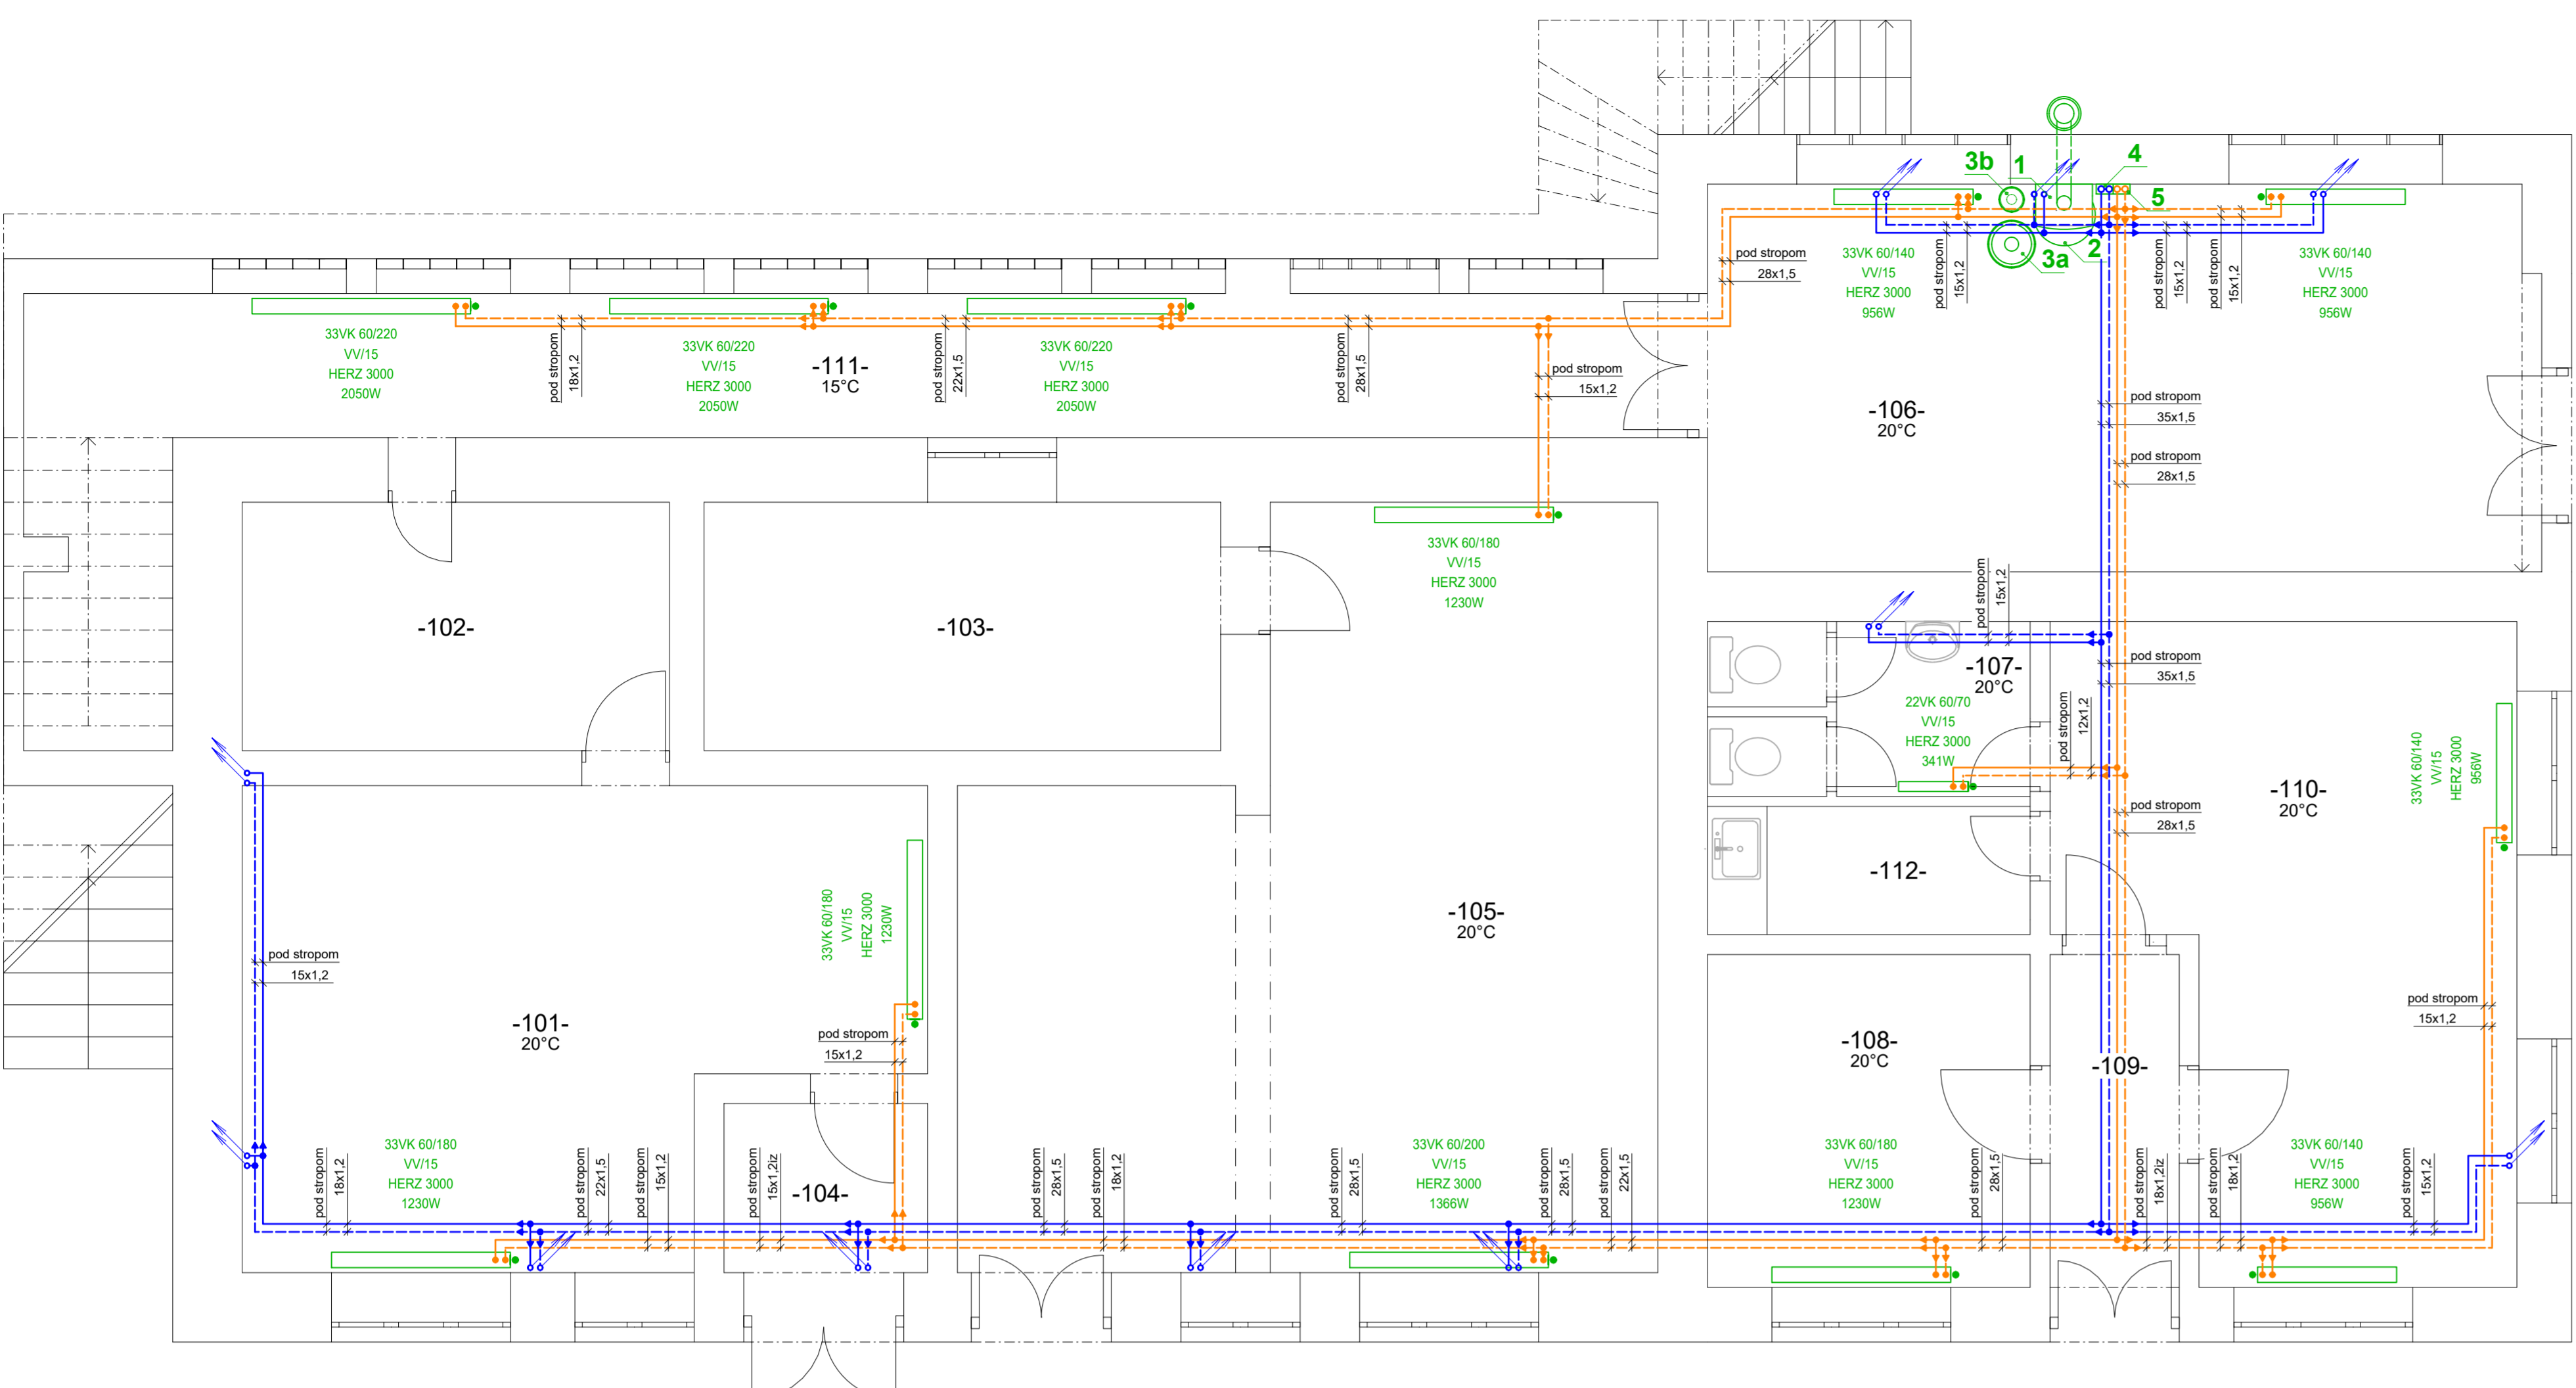 3b
1
4
5
2
3a
33VK 60/140
VV/15
HERZ 3000
956W
pod stropom
15x1,2
pod stropom
15x1,2
pod stropom
15x1,2
33VK 60/140
VV/15
HERZ 3000
956W
pod stropom
28x1,5
33VK 60/220
VV/15
HERZ 3000
2050W
pod stropom
18x1,2
33VK 60/220
VV/15
HERZ 3000
2050W
-111-
15°C
pod stropom
22x1,5
33VK 60/220
VV/15
HERZ 3000
2050W
pod stropom
28x1,5
pod stropom
15x1,2
-106-
20°C
pod stropom
35x1,5
pod stropom
28x1,5
33VK 60/180
VV/15
HERZ 3000
1230W
-102-
-103-
pod stropom
15x1,2
-107-
20°C
pod stropom
35x1,5
22VK 60/70
VV/15
HERZ 3000
341W
pod stropom
12x1,2
33VK 60/140
VV/15
HERZ 3000
956W
-110-
20°C
pod stropom
28x1,5
-112-
33VK 60/180
VV/15
HERZ 3000
1230W
-105-
20°C
pod stropom
15x1,2
-101-
20°C
pod stropom
15x1,2
pod stropom
15x1,2
-108-
20°C
-109-
pod stropom
18x1,2
33VK 60/180
VV/15
HERZ 3000
1230W
pod stropom
22x1,5
pod stropom
15x1,2
pod stropom
15x1,2iz
-104-
pod stropom
28x1,5
pod stropom
18x1,2
pod stropom
28x1,5
33VK 60/200
VV/15
HERZ 3000
1366W
pod stropom
28x1,5
pod stropom
22x1,5
33VK 60/180
VV/15
HERZ 3000
1230W
pod stropom
28x1,5
pod stropom
18x1,2iz
pod stropom
18x1,2
33VK 60/140
VV/15
HERZ 3000
956W
pod stropom
15x1,2